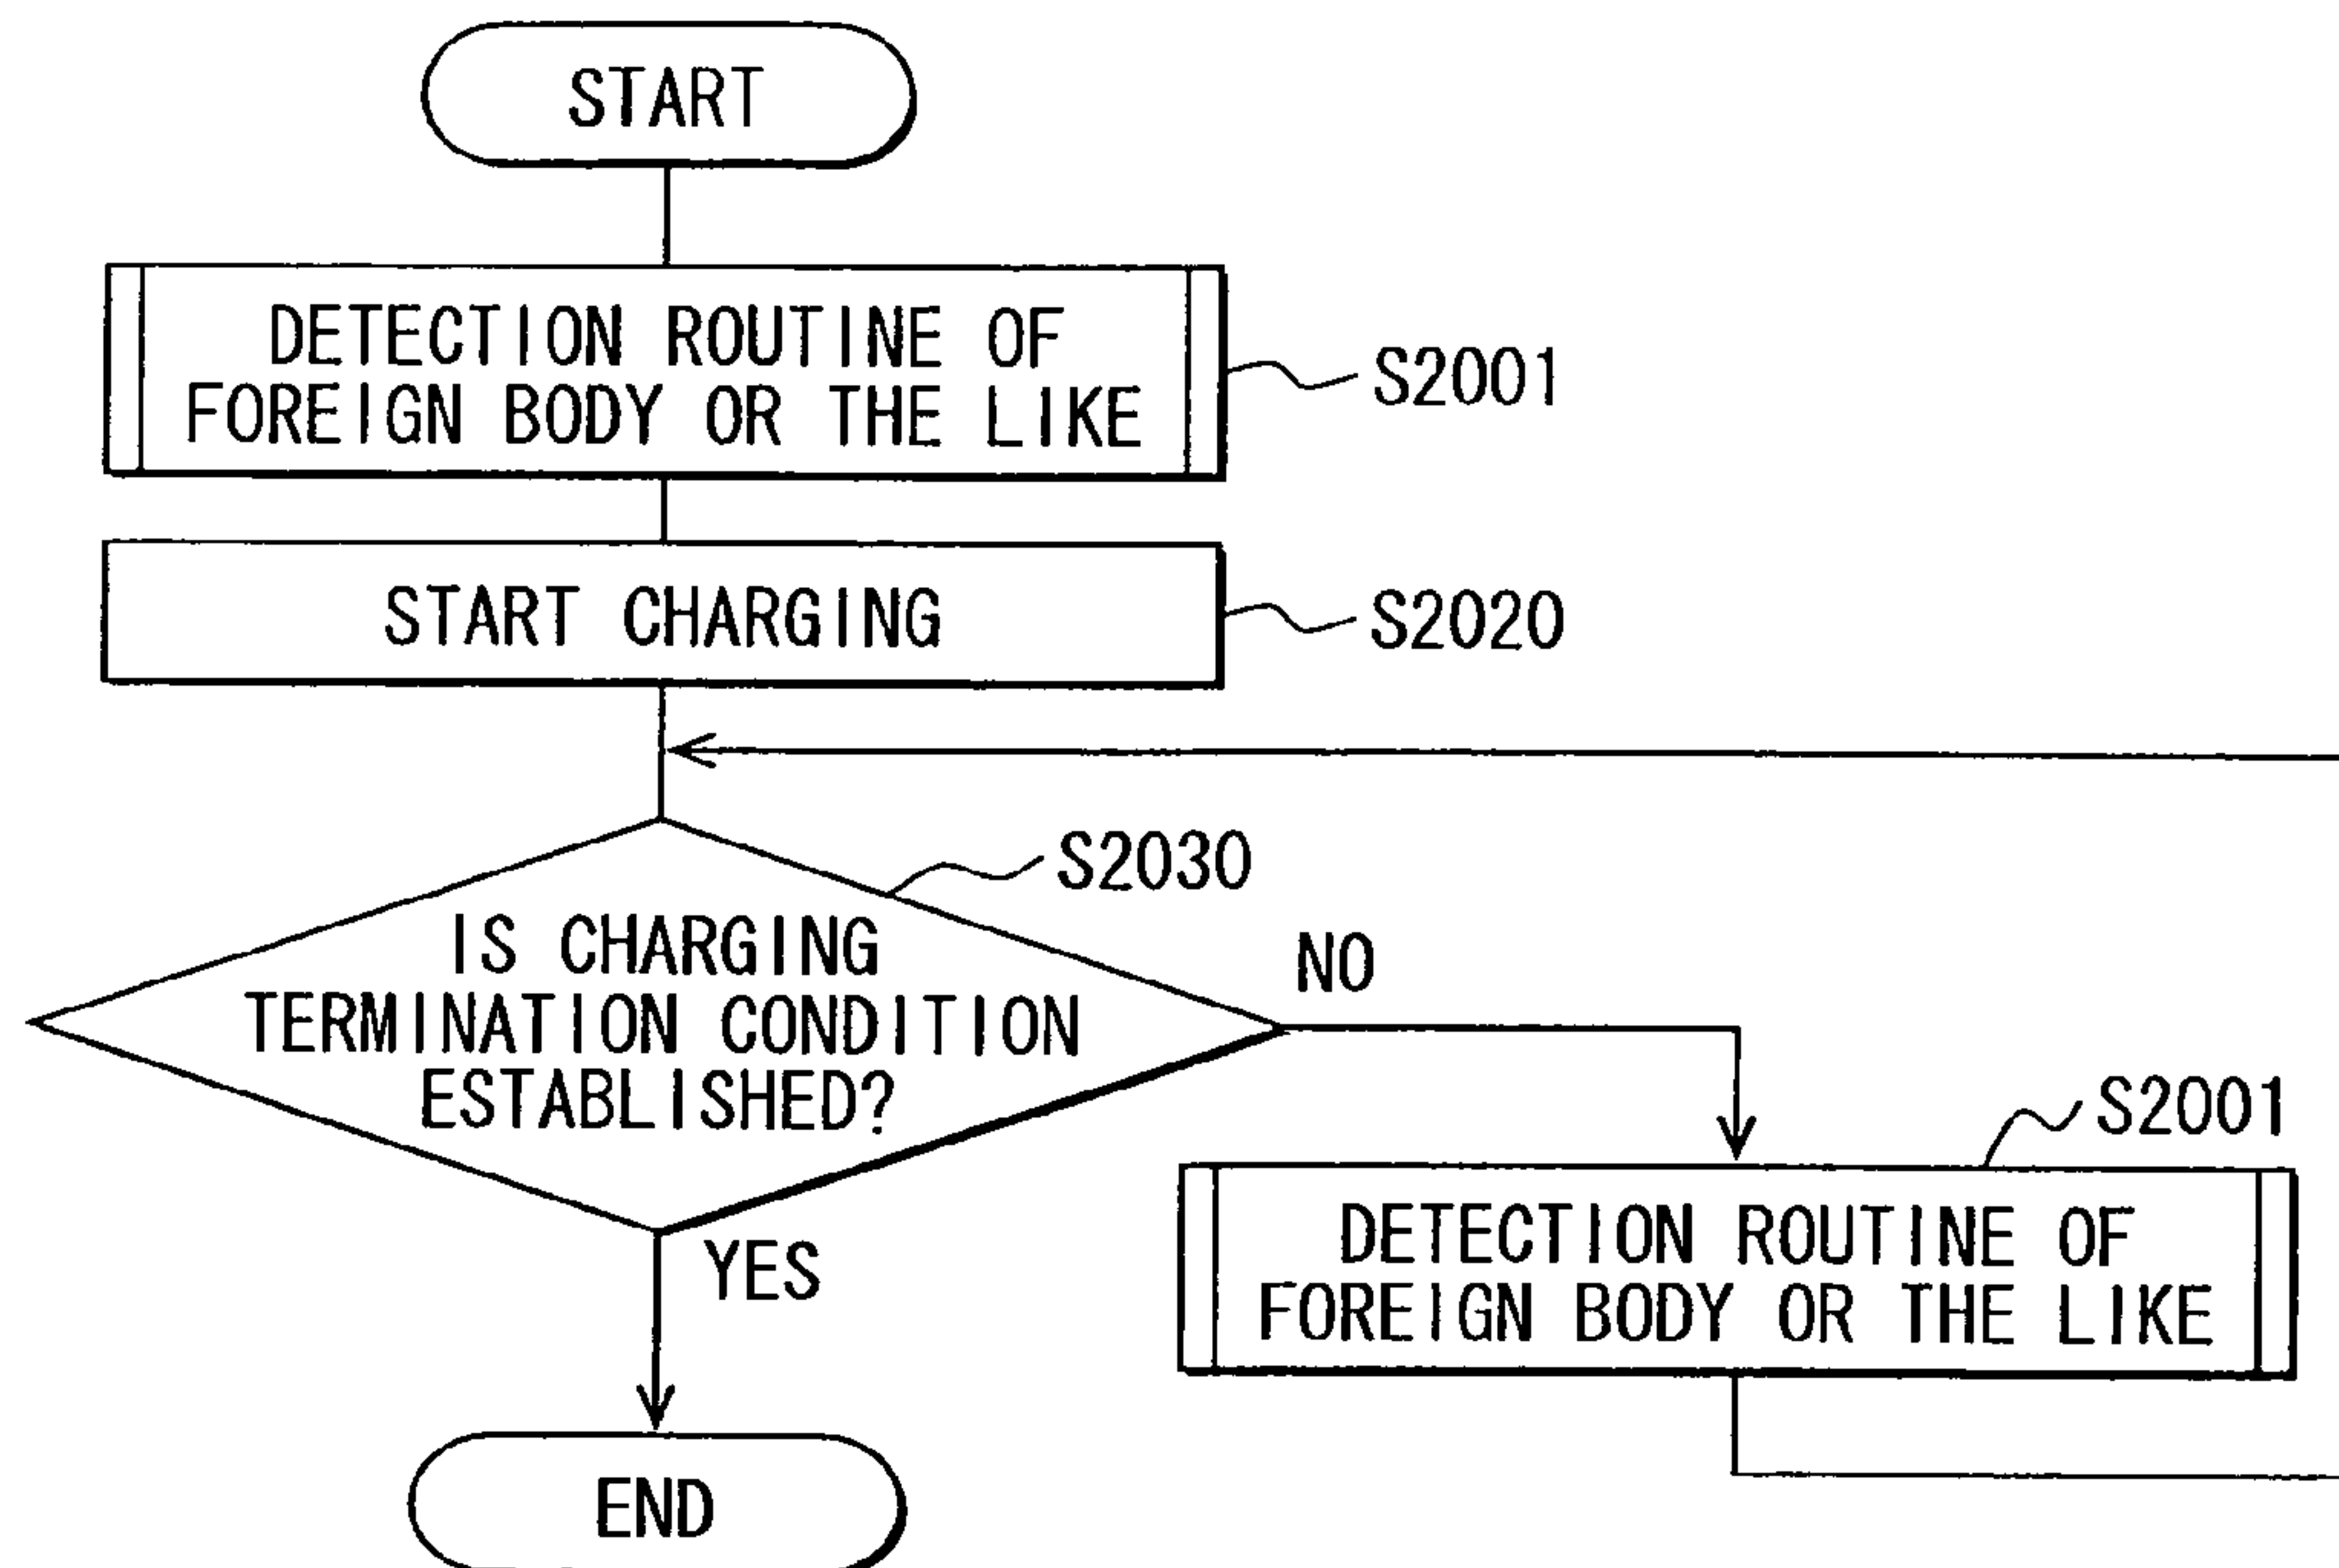 START
DETECTION ROUTINE OF
FOREIGN BODY OR THE LIKE
S2001
START CHARGING
S2020
S2030
IS CHARGING
TERMINATION CONDITION
ESTABLISHED?
NO
YES
S2001
DETECTION ROUTINE OF
FOREIGN BODY OR THE LIKE
END